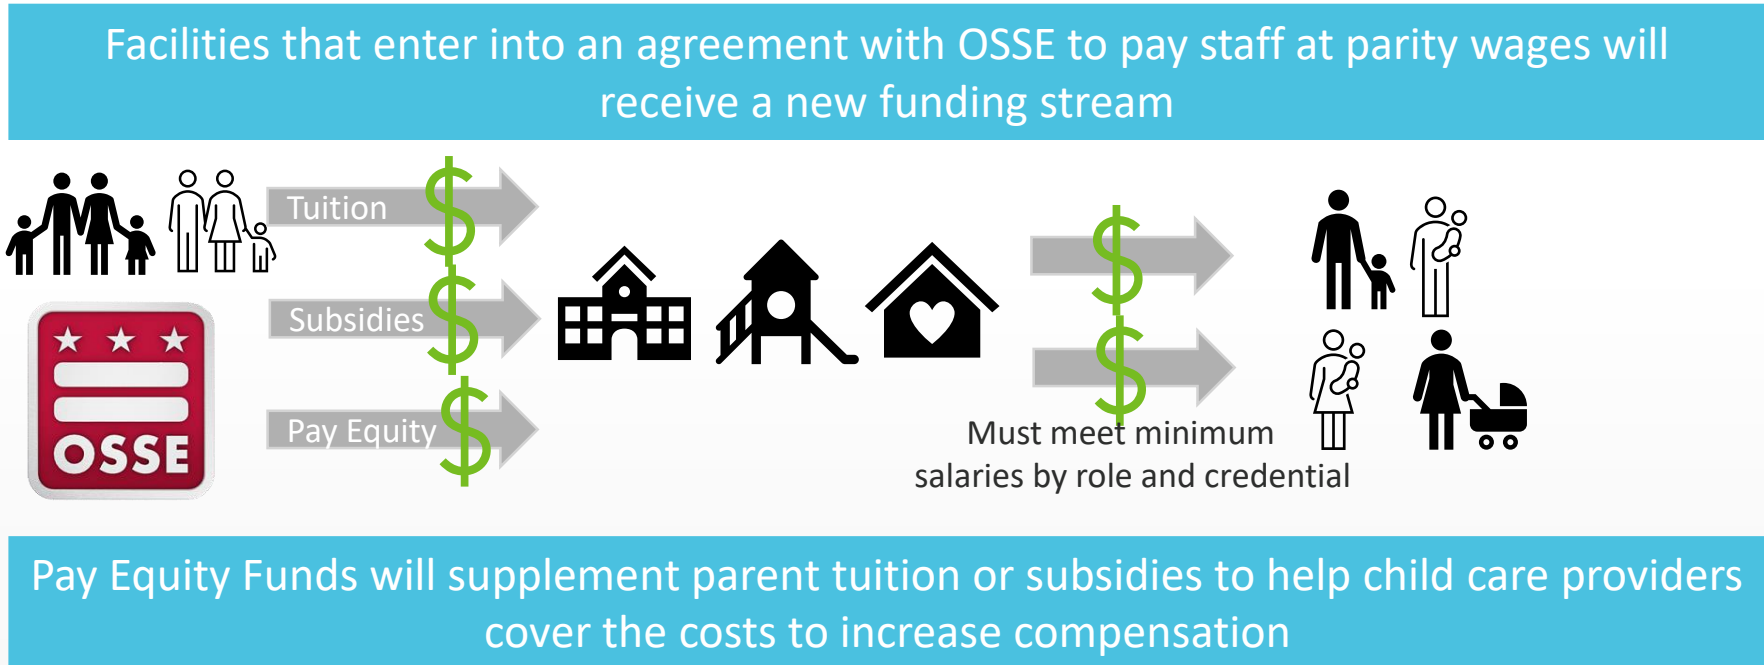 Facilities that enter into an agreement with OSSE to pay staff at parity wages will
receive a new funding stream
Tuition
Subsidies
Pay Equity
OSSE
Must meet minimum
salaries by role and credential
Pay Equity Funds will supplement parent tuition or subsidies to help child care providers
cover the costs to increase compensation